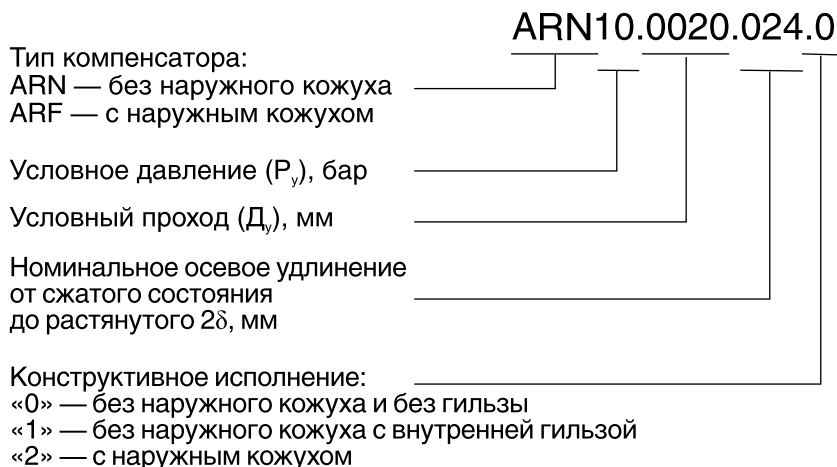 ARN10.0020.024.0
Тип компенсатора:
ARN — без наружного кожуха
ARF — с наружным кожухом
Условное давление (Pу), бар
Условный проход (Ду), мм
Номинальное осевое удлинение
от сжатого состояния
до растянутого 2δ, мм
Конструктивное исполнение:
«0» — без наружного кожуха и без гильзы
«1» — без наружного кожуха с внутренней гильзой
«2» — с наружным кожухом